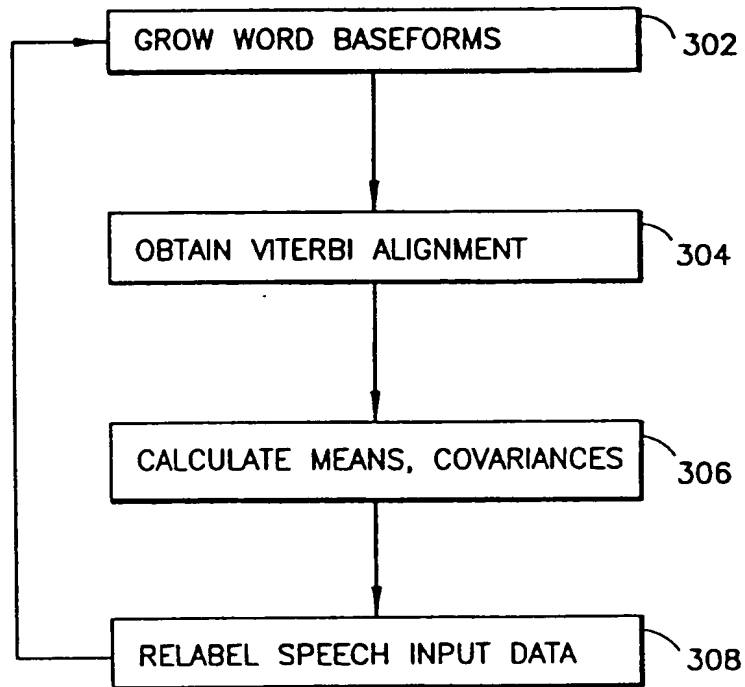 GROW WORD BASEFORMS 302
OBTAIN VITERBI ALIGNMENT 304
CALCULATE MEANS, COVARIANCES 306
RELABEL SPEECH INPUT DATA 308